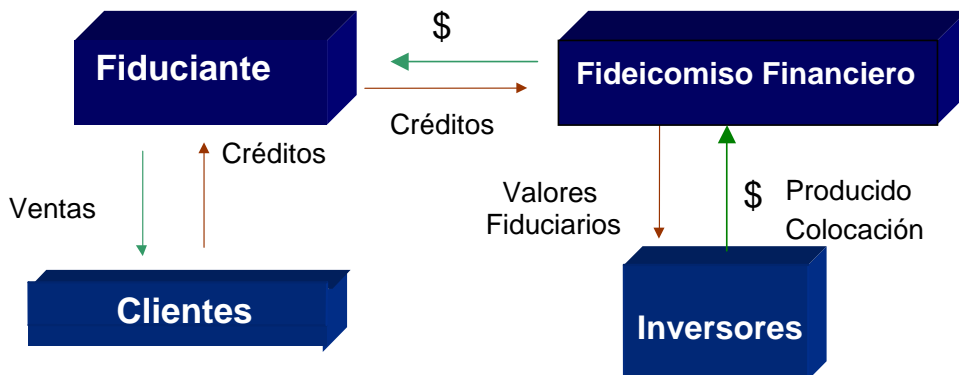 $
Fiduciante
Fideicomiso Financiero
Créditos
Créditos
Ventas
Valores
Fiduciarios
$ Producido
Colocación
Clientes
Inversores